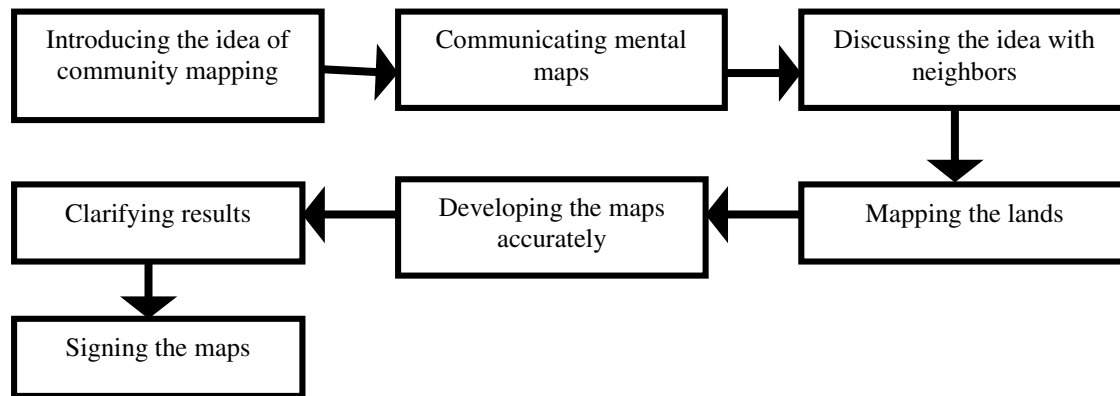 Introducing the idea of
community mapping
Communicating mental
maps
Discussing the idea with
neighbors
Mapping the lands
Developing the maps
accurately
Clarifying results
Signing the maps